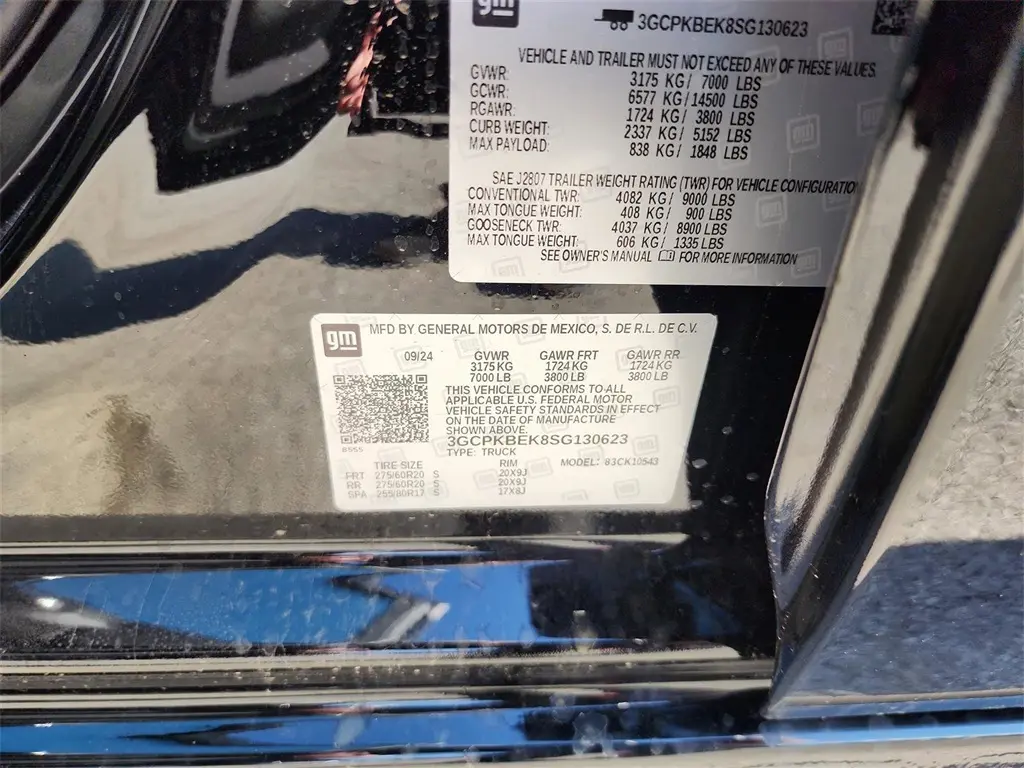 gm
3GCPKBEK8SG130623
VEHICLE AND TRAILER MUST NOT EXCEED ANY OF THESE VALUES.
GVWR: 3175 KG / 7000 LBS
GCWR: 6577 KG / 14500 LBS
RGAWR: 1724 KG / 3800 LBS
CURB WEIGHT: 2337 KG / 5152 LBS
MAX PAYLOAD: 838 KG / 1848 LBS
SAE J2807 TRAILER WEIGHT RATING (TWR) FOR VEHICLE CONFIGURATION
CONVENTIONAL TWR: 4082 KG / 9000 LBS
MAX TONGUE WEIGHT: 408 KG / 900 LBS
GOOSENECK TWR: 4037 KG / 8900 LBS
MAX TONGUE WEIGHT: 606 KG / 1335 LBS
SEE OWNER'S MANUAL FOR MORE INFORMATION
gm
MFD BY GENERAL MOTORS DE MEXICO, S. DE R.L. DE C.V.
09/24 GVWR GAWR FRT GAWR RR
3175 KG 1724 KG 1724 KG
7000 LB 3800 LB 3800 LB
THIS VEHICLE CONFORMS TO ALL
APPLICABLE U.S. FEDERAL MOTOR
VEHICLE SAFETY STANDARDS IN EFFECT
ON THE DATE OF MANUFACTURE
SHOWN ABOVE.
3GCPKBEK8SG130623
8555
TYPE: TRUCK
TIRE SIZE RIM MODEL: 83CK10543
FRT 275/60R20 S 20X9J
RR 275/60R20 S 20X9J
SPA 255/80R17 S 17X8J